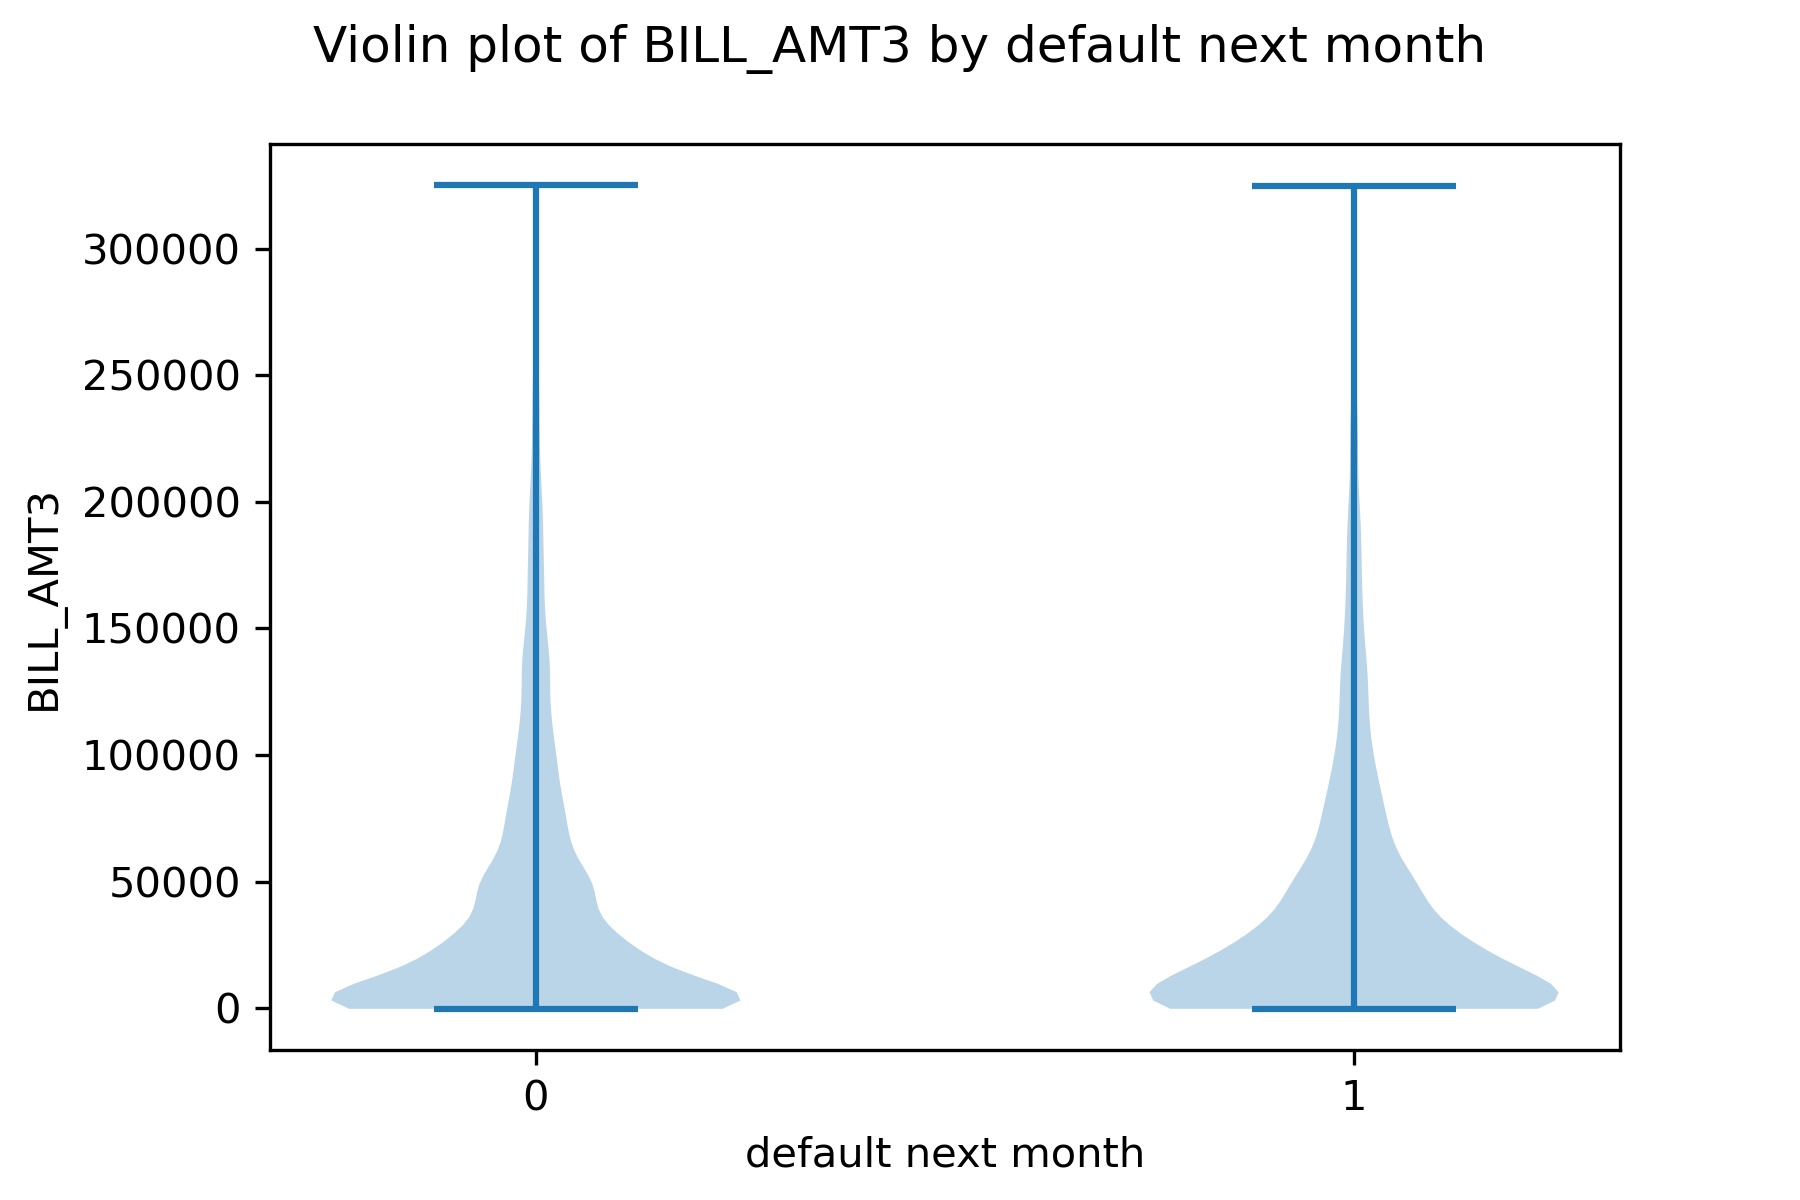 Violin plot of BILL_AMT3 by default next month
BILL_AMT3
300000
250000
200000
150000
100000
50000
0
0 1
default next month